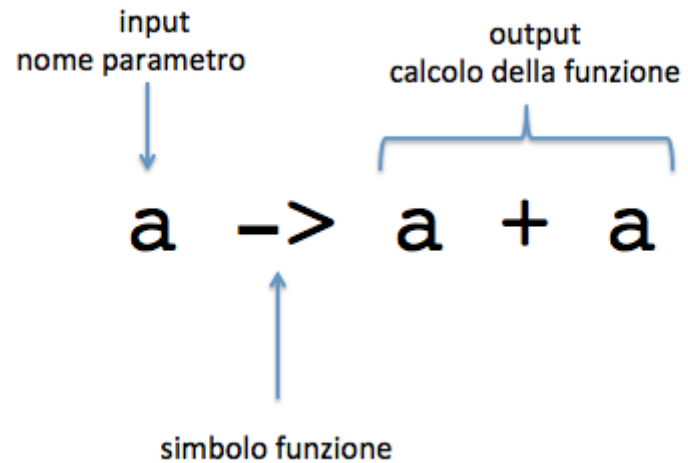 input
nome parametro
output
calcolo della funzione
a -> a + a
simbolo funzione